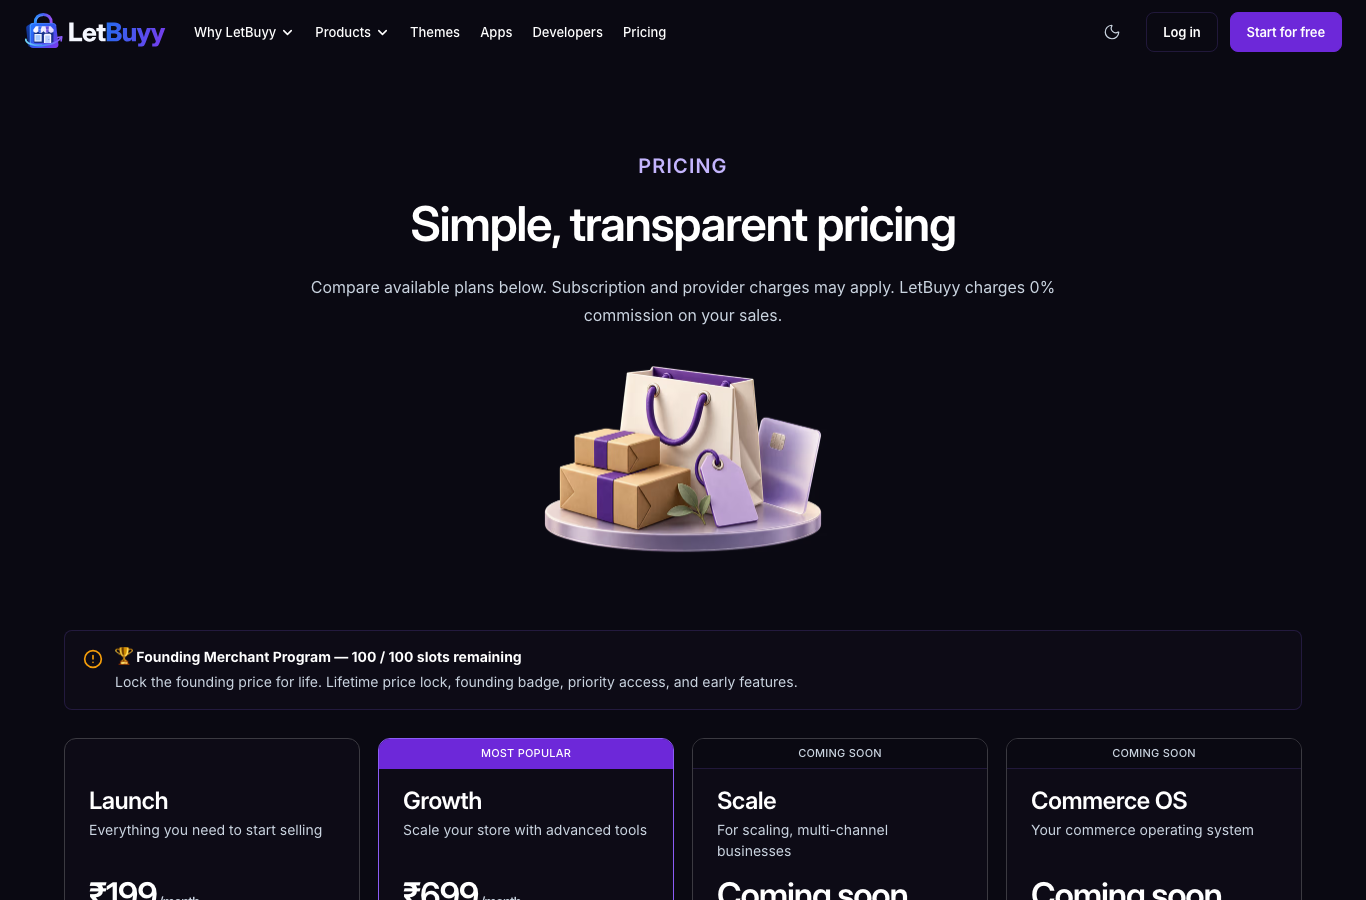 LetBuyy
Why LetBuyy
Products
Themes
Apps
Developers
Pricing
Log in
Start for free
PRICING
Simple, transparent pricing
Compare available plans below. Subscription and provider charges may apply. LetBuyy charges 0%
commission on your sales.
🏆 Founding Merchant Program — 100 / 100 slots remaining
Lock the founding price for life. Lifetime price lock, founding badge, priority access, and early features.
Launch
Everything you need to start selling
₹199 /month
MOST POPULAR
Growth
Scale your store with advanced tools
₹699 /month
COMING SOON
Scale
For scaling, multi-channel
businesses
Coming soon
COMING SOON
Commerce OS
Your commerce operating system
Coming soon